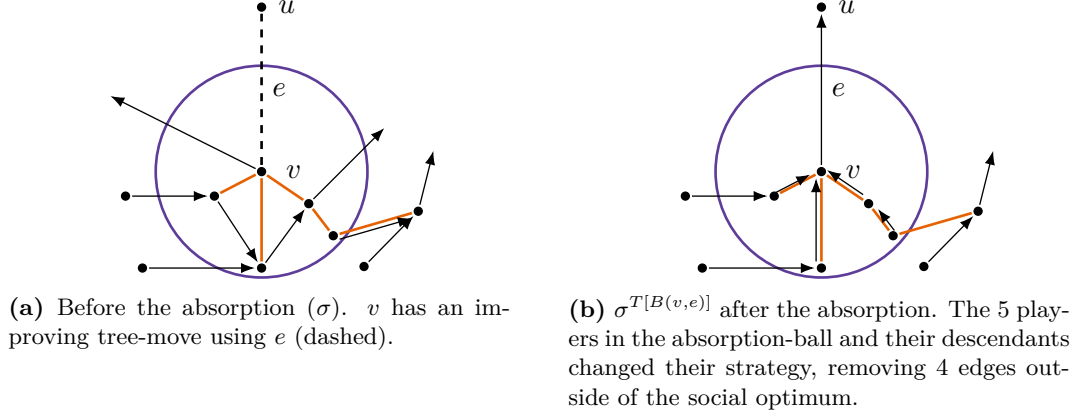 u
e
v
(a) Before the absorption (σ). v has an im-
proving tree-move using e (dashed).
u
e
v
(b) σ^{T[B(v,e)]} after the absorption. The 5 play-
ers in the absorption-ball and their descendants
changed their strategy, removing 4 edges out-
side of the social optimum.